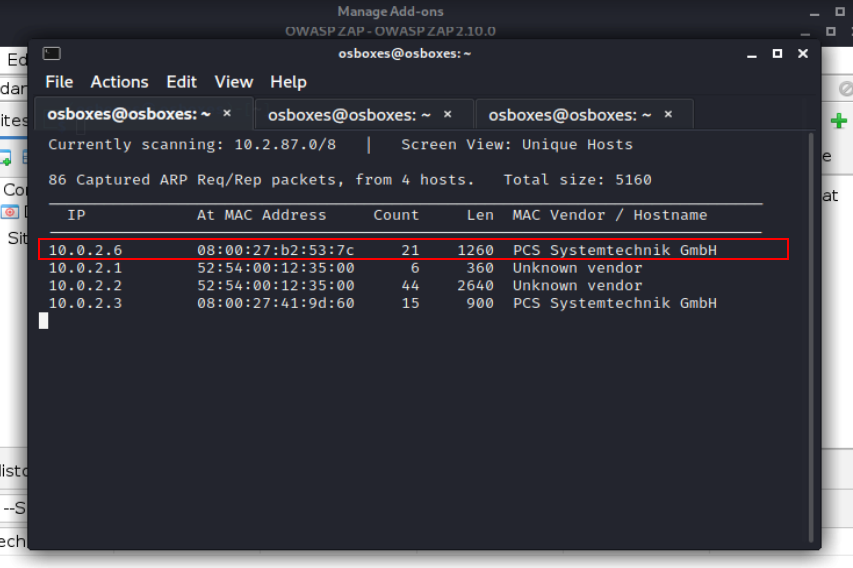 Manage Add-ons
OWASP ZAP - OWASP ZAP 2.10.0
osboxes@osboxes: ~
File Actions Edit View Help
osboxes@osboxes: ~ × osboxes@osboxes: ~ × osboxes@osboxes: ~ ×
Currently scanning: 10.2.87.0/8 | Screen View: Unique Hosts
86 Captured ARP Req/Rep packets, from 4 hosts. Total size: 5160
IP At MAC Address Count Len MAC Vendor / Hostname
10.0.2.6 08:00:27:b2:53:7c 21 1260 PCS Systemtechnik GmbH
10.0.2.1 52:54:00:12:35:00 6 360 Unknown vendor
10.0.2.2 52:54:00:12:35:00 44 2640 Unknown vendor
10.0.2.3 08:00:27:41:9d:60 15 900 PCS Systemtechnik GmbH